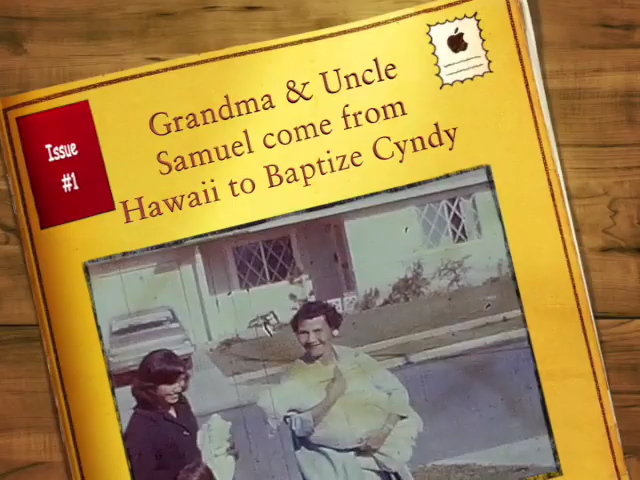 Grandma & Uncle
Samuel come from
Hawaii to Baptize Cyndy
Issue
#1